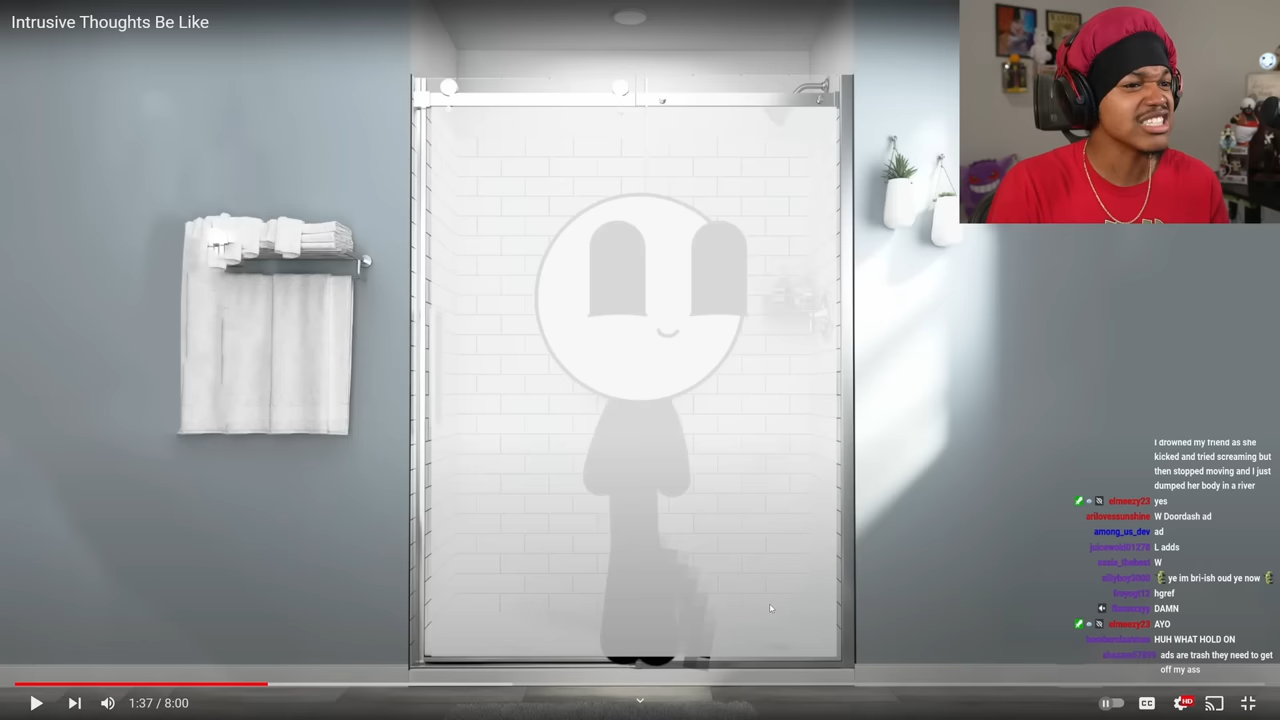 Intrusive Thoughts Be Like
I drowned my friend as she
kicked and tried screaming but
then stopped moving and I just
dumped her body in a river
elmeezy23 yes
arilovessunshine W Doordash ad
among_us_dev ad
L adds
W
ye im bri-ish oud ye now
hgref
DAMN
elmeezy23 AYO
HUH WHAT HOLD ON
ads are trash they need to get
off my ass
1:37 / 8:00
CC
HD